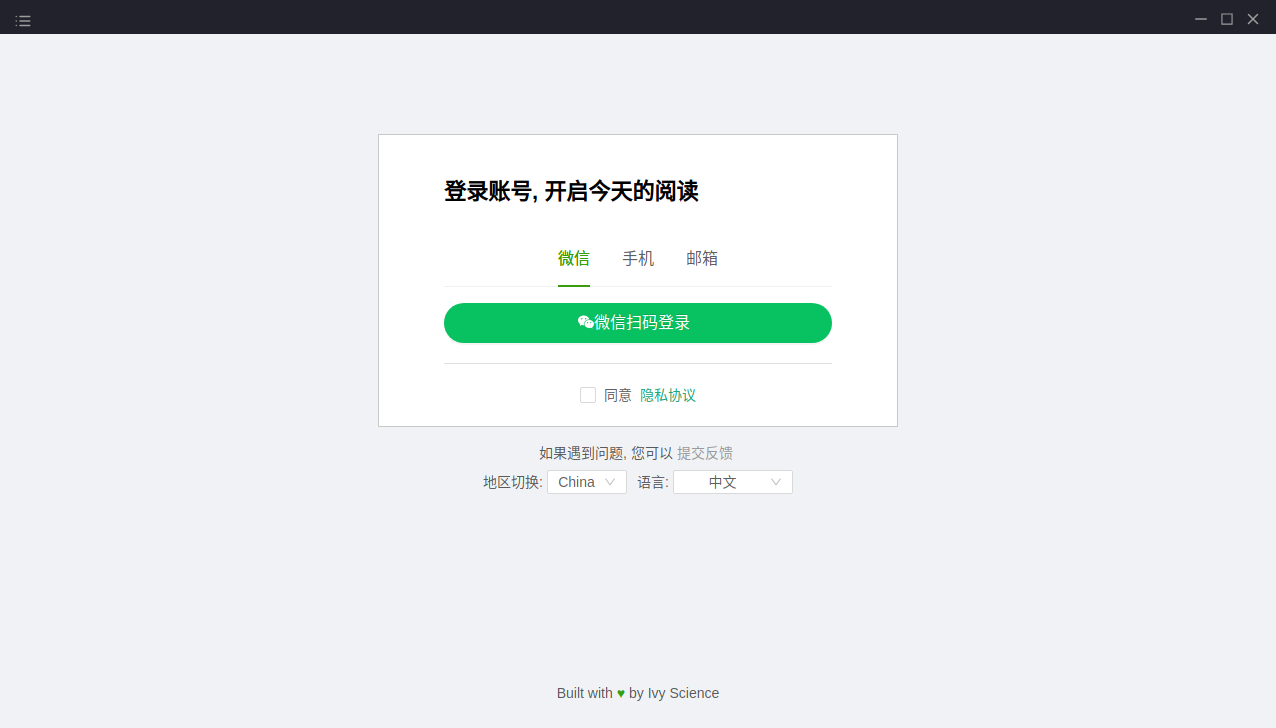 登录账号, 开启今天的阅读
微信 手机 邮箱
微信扫码登录
同意 隐私协议
如果遇到问题, 您可以 提交反馈
地区切换: China 语言: 中文
Built with ♥ by Ivy Science